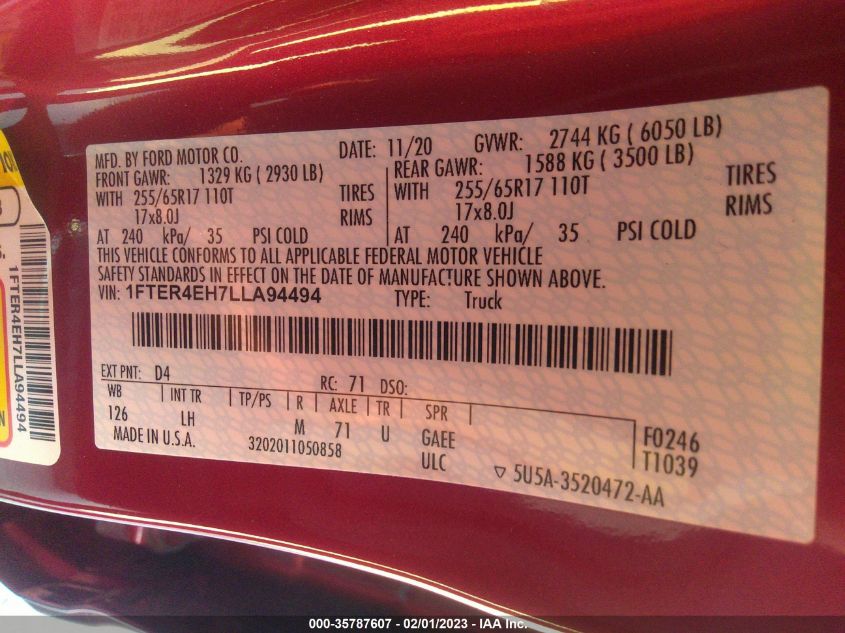 MFD. BY FORD MOTOR CO. DATE: 11/20 GVWR: 2744 KG ( 6050 LB)
FRONT GAWR: 1329 KG ( 2930 LB) REAR GAWR: 1588 KG ( 3500 LB)
WITH 255/65R17 110T TIRES WITH 255/65R17 110T TIRES
17x8.0J RIMS 17x8.0J RIMS
AT 240 kPa/ 35 PSI COLD AT 240 kPa/ 35 PSI COLD
THIS VEHICLE CONFORMS TO ALL APPLICABLE FEDERAL MOTOR VEHICLE
SAFETY STANDARDS IN EFFECT ON THE DATE OF MANUFACTURE SHOWN ABOVE.
VIN: 1FTER4EH7LLA94494 TYPE: Truck
EXT PNT: D4 RC: 71 DSO:
WB INT TR TP/PS R AXLE TR SPR
126 LH M 71 U GAEE F0246
MADE IN U.S.A. 3202011050858 ULC T1039
▽ 5U5A-3520472-AA
1FTER4EH7LLA94494
000-35787607 - 02/01/2023 - IAA Inc.